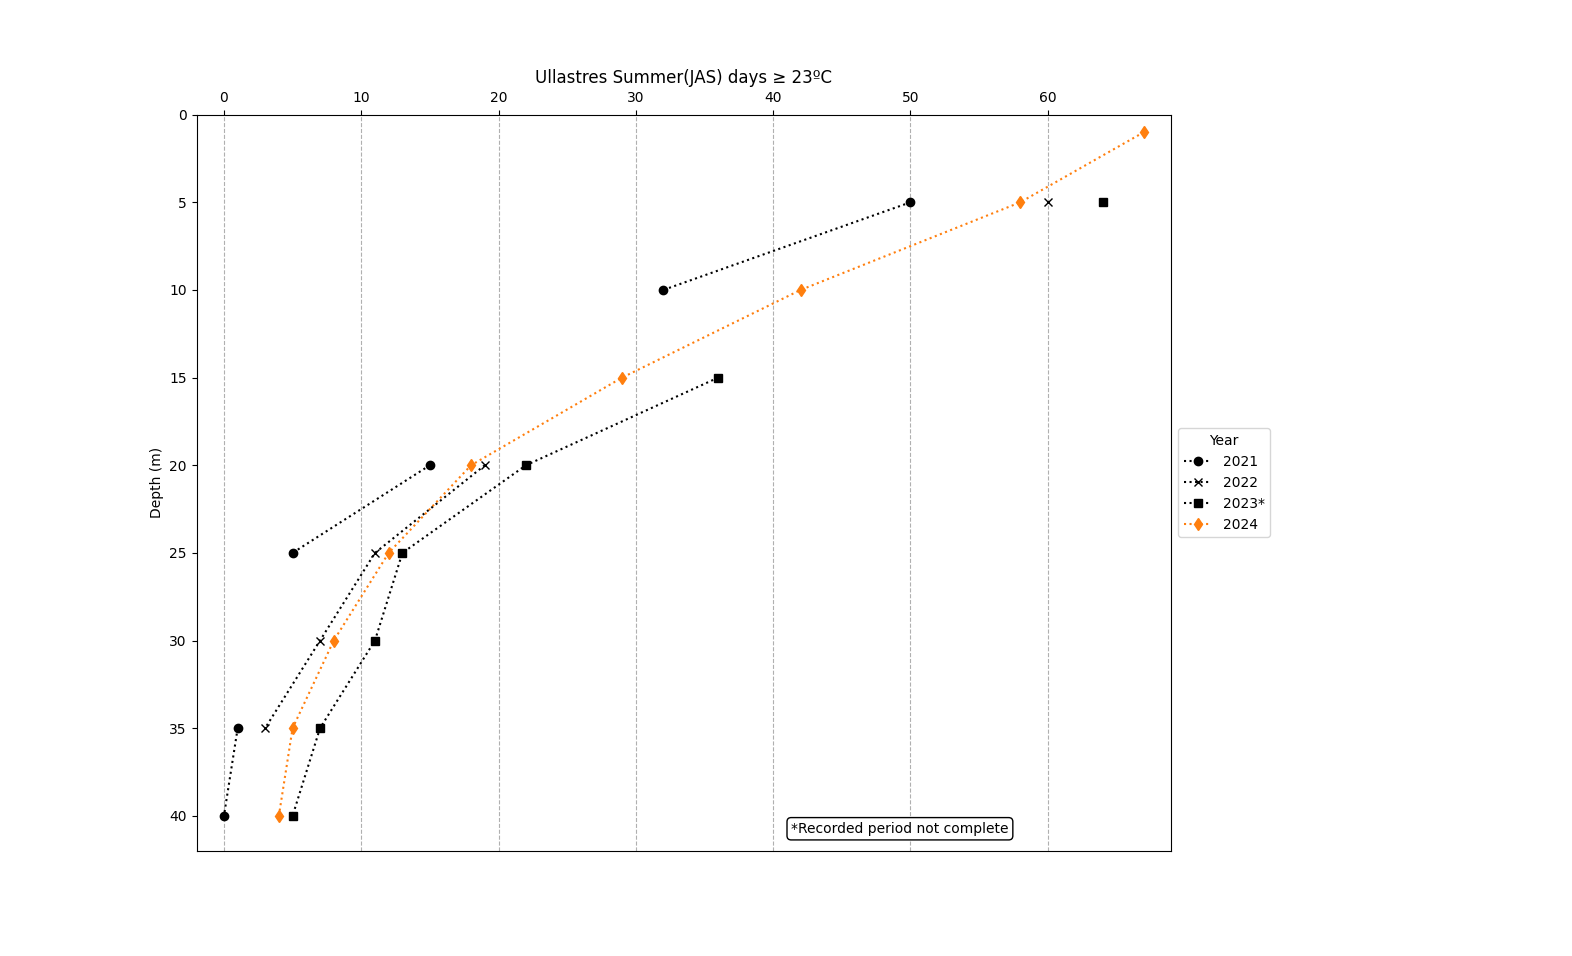 Ullastres Summer(JAS) days ≥ 23ºC
0 10 20 30 40 50 60
0
5
10
15
20
25
30
35
40
Depth (m)
Year
2021
2022
2023*
2024
*Recorded period not complete